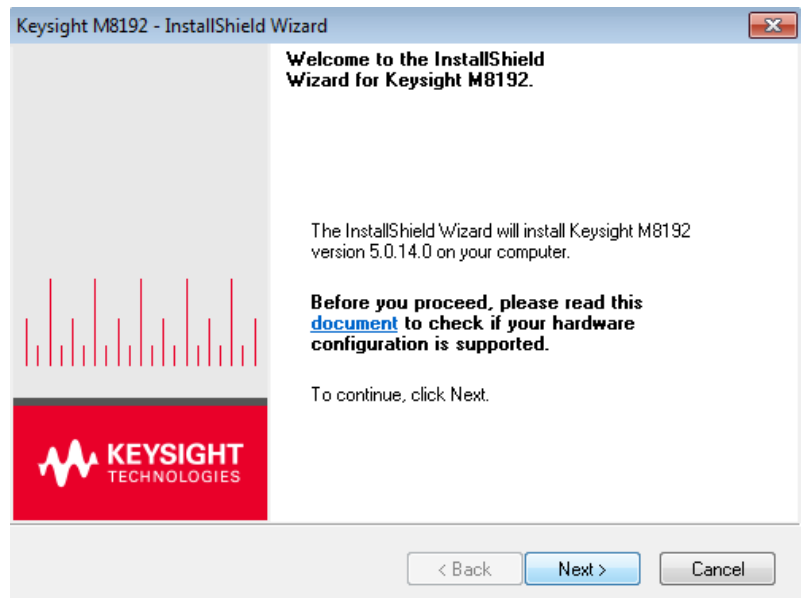 Keysight M8192 - InstallShield Wizard
Welcome to the InstallShield
Wizard for Keysight M8192.
The InstallShield Wizard will install Keysight M8192
version 5.0.14.0 on your computer.
Before you proceed, please read this
document to check if your hardware
configuration is supported.
To continue, click Next.
KEYSIGHT
TECHNOLOGIES
< Back
Next >
Cancel